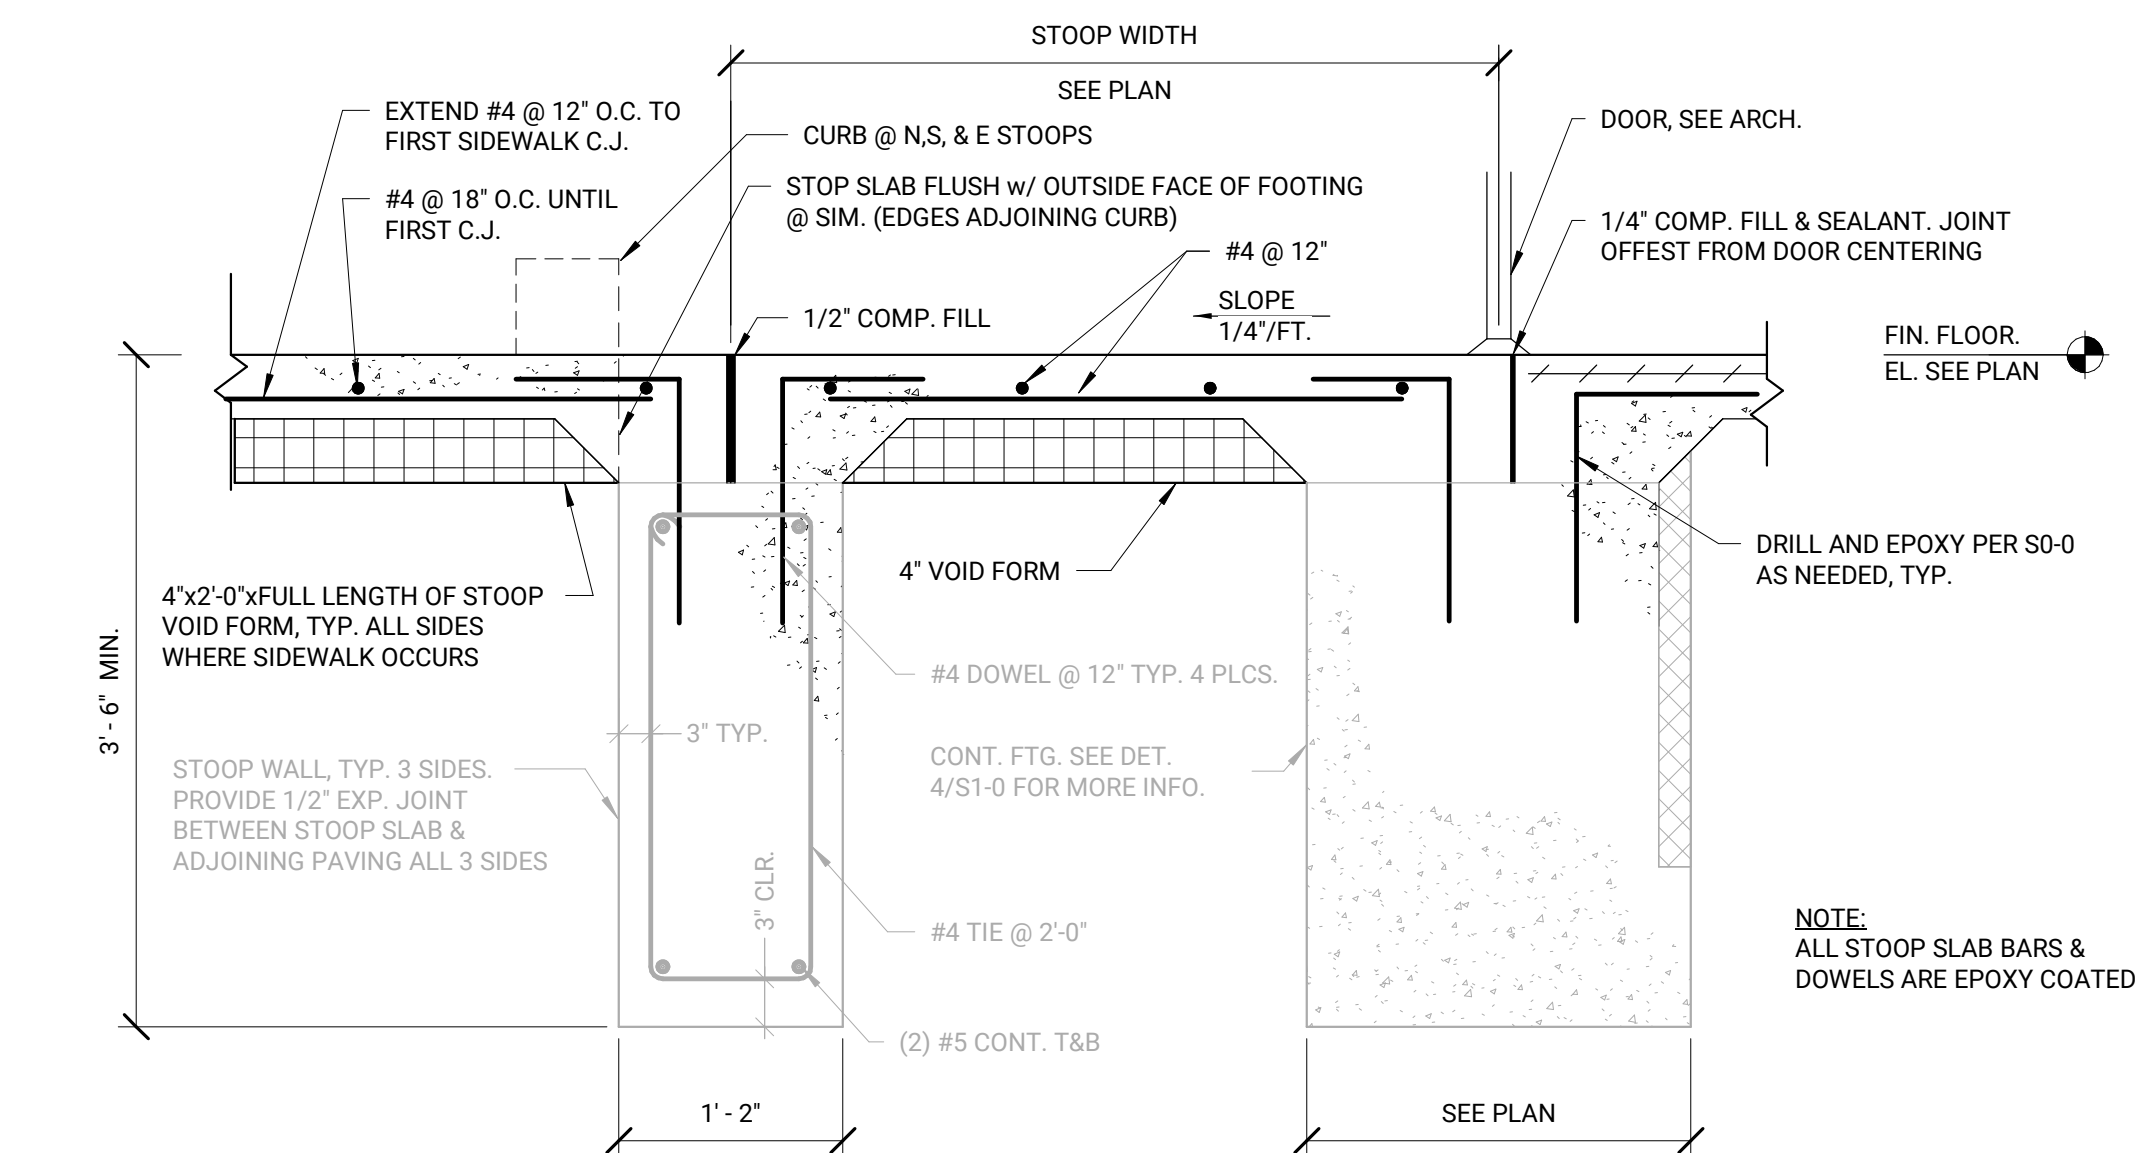 STOOP WIDTH
SEE PLAN
EXTEND #4 @ 12" O.C. TO
FIRST SIDEWALK C.J.
#4 @ 18" O.C. UNTIL
FIRST C.J.
CURB @ N,S, & E STOOPS
STOP SLAB FLUSH w/ OUTSIDE FACE OF FOOTING
@ SIM. (EDGES ADJOINING CURB)
#4 @ 12"
1/2" COMP. FILL
SLOPE
1/4"/FT.
DOOR, SEE ARCH.
1/4" COMP. FILL & SEALANT. JOINT
OFFEST FROM DOOR CENTERING
FIN. FLOOR.
EL. SEE PLAN
DRILL AND EPOXY PER S0-0
AS NEEDED, TYP.
4" VOID FORM
4"x2'-0"xFULL LENGTH OF STOOP
VOID FORM, TYP. ALL SIDES
WHERE SIDEWALK OCCURS
3' - 6" MIN.
#4 DOWEL @ 12" TYP. 4 PLCS.
3" TYP.
STOOP WALL, TYP. 3 SIDES.
PROVIDE 1/2" EXP. JOINT
BETWEEN STOOP SLAB &
ADJOINING PAVING ALL 3 SIDES
CONT. FTG. SEE DET.
4/S1-0 FOR MORE INFO.
3" CLR.
#4 TIE @ 2'-0"
(2) #5 CONT. T&B
NOTE:
ALL STOOP SLAB BARS &
DOWELS ARE EPOXY COATED
1' - 2"
SEE PLAN